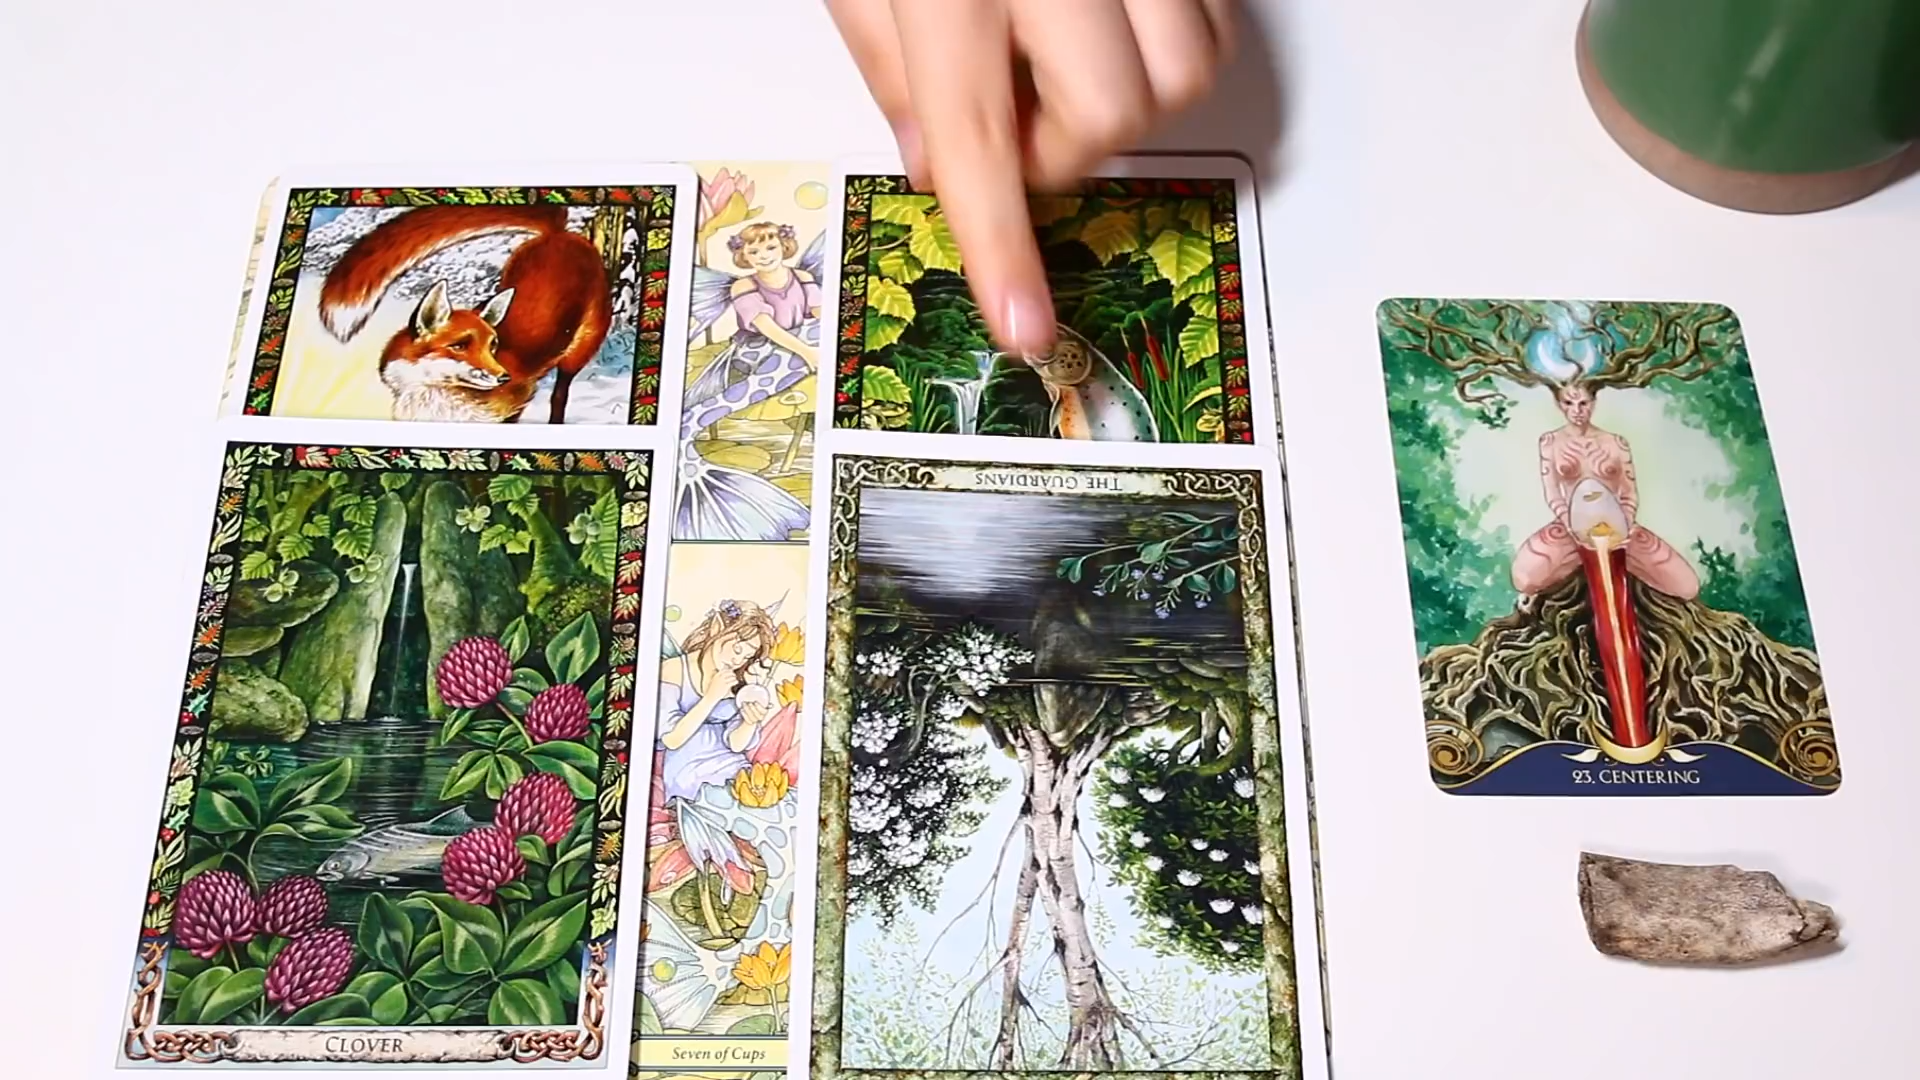 THE GUARDIANS
23. CENTERING
CLOVER
Seven of Cups